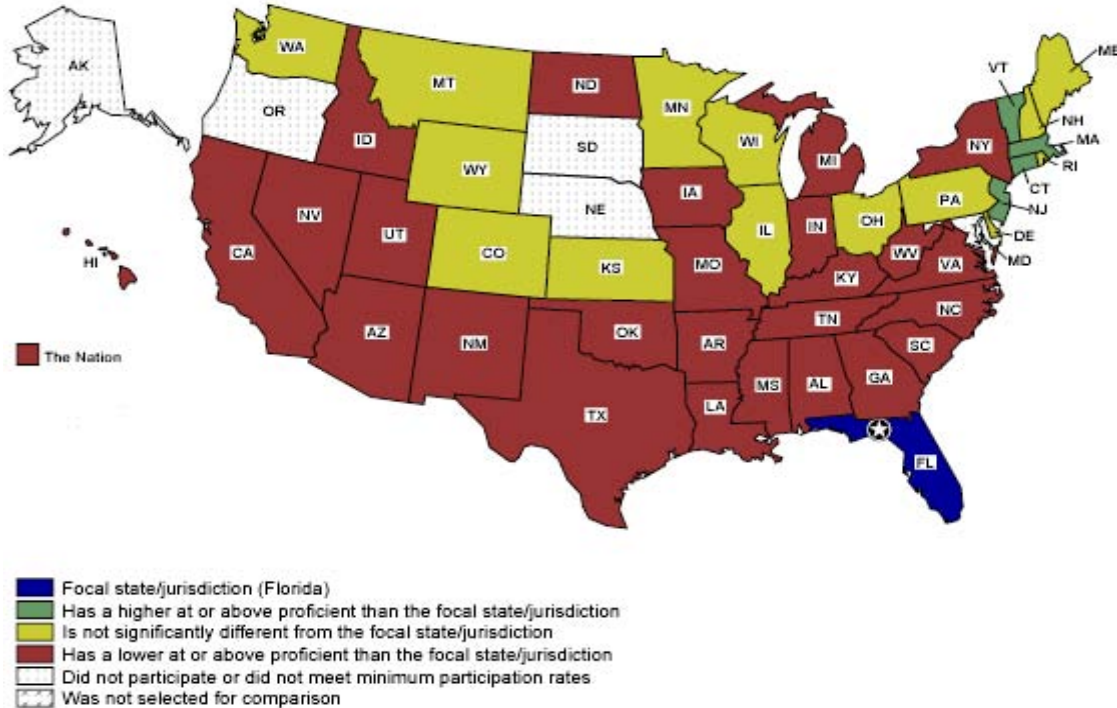 AK
WA
MT
ND
MN
ME
VT
OR
ID
WY
SD
WI
MI
NY
NH
MA
RI
CT
NJ
NV
UT
CO
NE
IA
IL
IN
OH
PA
DE
MD
CA
KS
MO
KY
WV
VA
HI
AZ
NM
OK
AR
TN
NC
SC
The Nation
TX
LA
MS
AL
GA
FL
Focal state/jurisdiction (Florida)
Has a higher at or above proficient than the focal state/jurisdiction
Is not significantly different from the focal state/jurisdiction
Has a lower at or above proficient than the focal state/jurisdiction
Did not participate or did not meet minimum participation rates
Was not selected for comparison